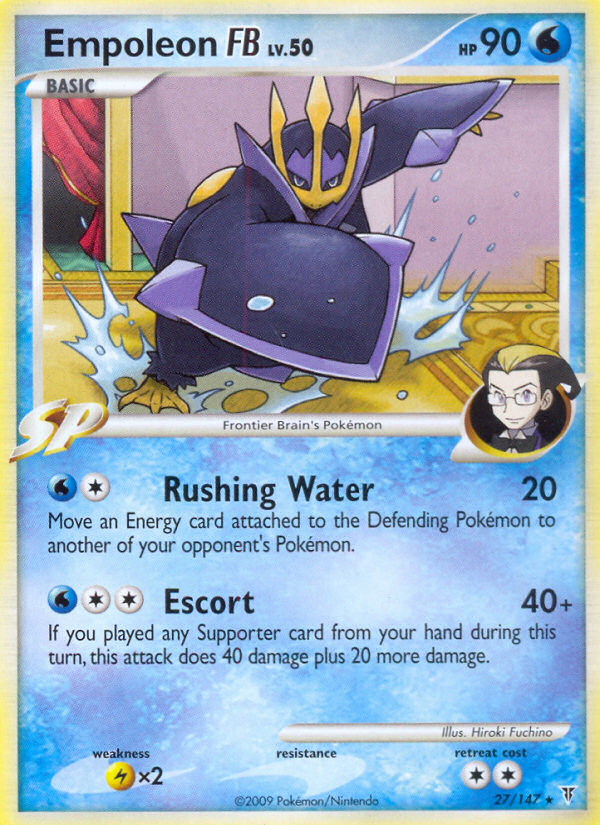 Empoleon FB LV.50 HP 90
BASIC
SP
Frontier Brain's Pokémon
Rushing Water 20
Move an Energy card attached to the Defending Pokémon to
another of your opponent's Pokémon.
Escort 40+
If you played any Supporter card from your hand during this
turn, this attack does 40 damage plus 20 more damage.
Illus. Hiroki Fuchino
weakness resistance retreat cost
×2
27/147 ★
©2009 Pokémon/Nintendo